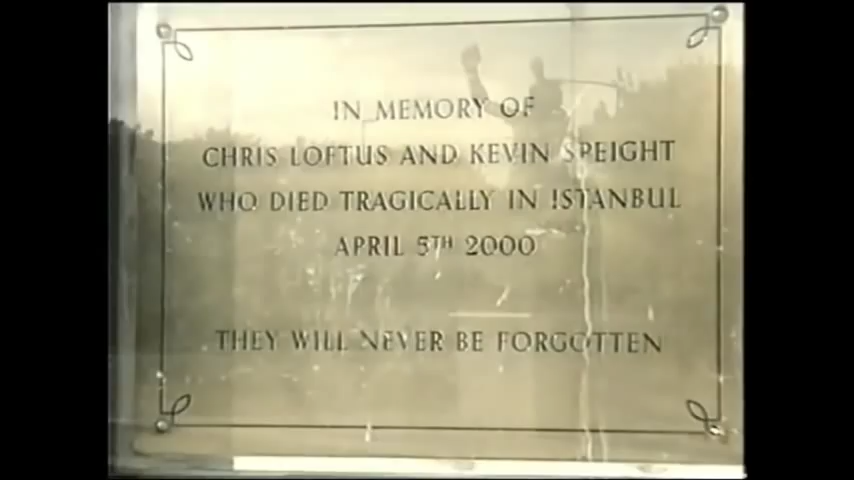 IN MEMORY OF
CHRIS LOFTUS AND KEVIN SPEIGHT
WHO DIED TRAGICALLY IN ISTANBUL
APRIL 5TH 2000
THEY WILL NEVER BE FORGOTTEN